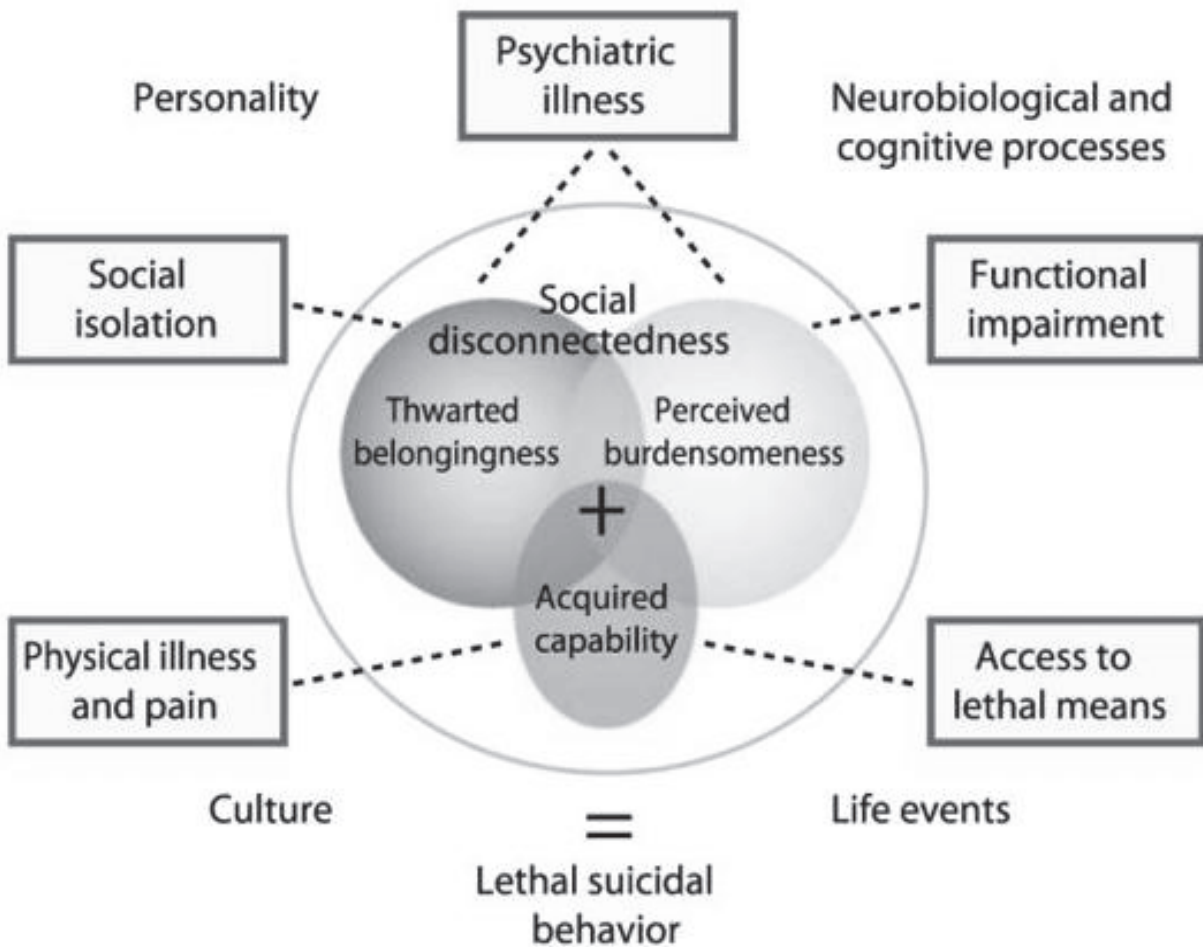 Psychiatric
illness
Personality
Neurobiological and
cognitive processes
Social
isolation
Functional
impairment
Social
disconnectedness
Thwarted
belongingness
Perceived
burdensomeness
+
Acquired
capability
Physical illness
and pain
Access to
lethal means
Culture
Life events
=
Lethal suicidal
behavior